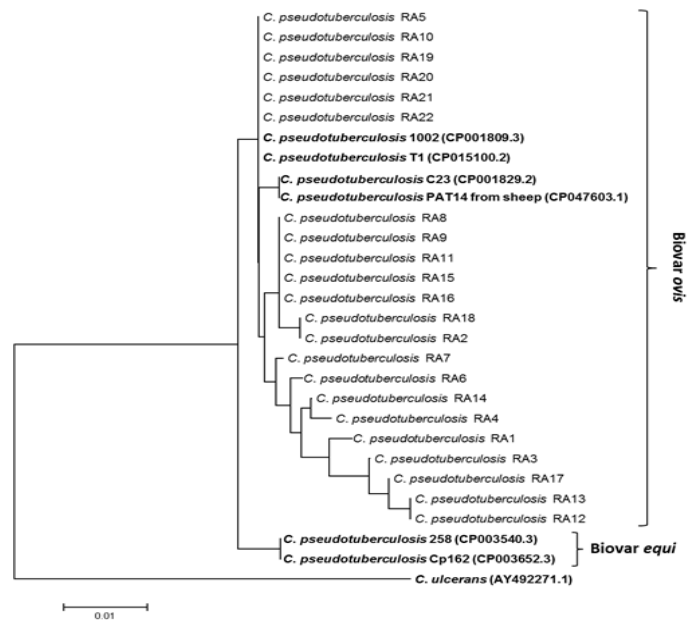 C. pseudotuberculosis RA5
C. pseudotuberculosis RA10
C. pseudotuberculosis RA19
C. pseudotuberculosis RA20
C. pseudotuberculosis RA21
C. pseudotuberculosis RA22
C. pseudotuberculosis 1002 (CP001809.3)
C. pseudotuberculosis T1 (CP015100.2)
C. pseudotuberculosis C23 (CP001829.2)
C. pseudotuberculosis PAT14 from sheep (CP047603.1)
C. pseudotuberculosis RA8
C. pseudotuberculosis RA9
C. pseudotuberculosis RA11
C. pseudotuberculosis RA15
C. pseudotuberculosis RA16
C. pseudotuberculosis RA18
C. pseudotuberculosis RA2
C. pseudotuberculosis RA7
C. pseudotuberculosis RA6
C. pseudotuberculosis RA14
C. pseudotuberculosis RA4
C. pseudotuberculosis RA1
C. pseudotuberculosis RA3
C. pseudotuberculosis RA17
C. pseudotuberculosis RA13
C. pseudotuberculosis RA12
Biovar ovis
C. pseudotuberculosis 258 (CP003540.3)
C. pseudotuberculosis Cp162 (CP003652.3)
Biovar equi
C. ulcerans (AY492271.1)
0.01